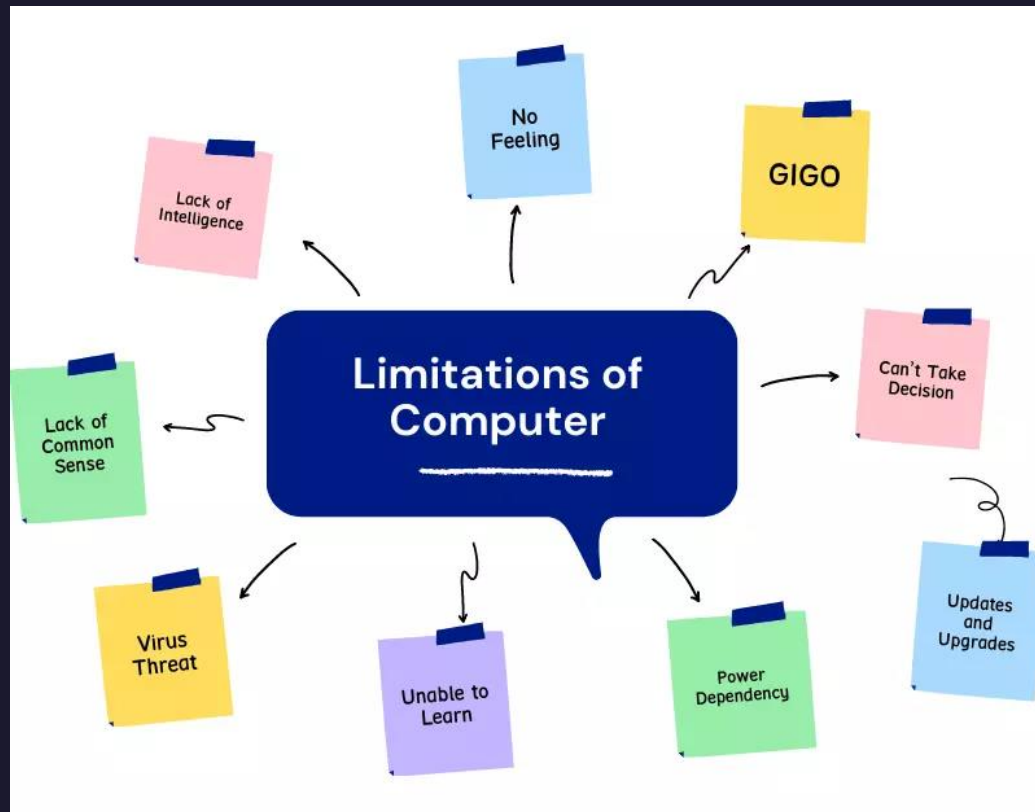 Limitations of
Computer
No
Feeling
GIGO
Can't Take
Decision
Updates
and
Upgrades
Power
Dependency
Unable to
Learn
Virus
Threat
Lack of
Common
Sense
Lack of
Intelligence